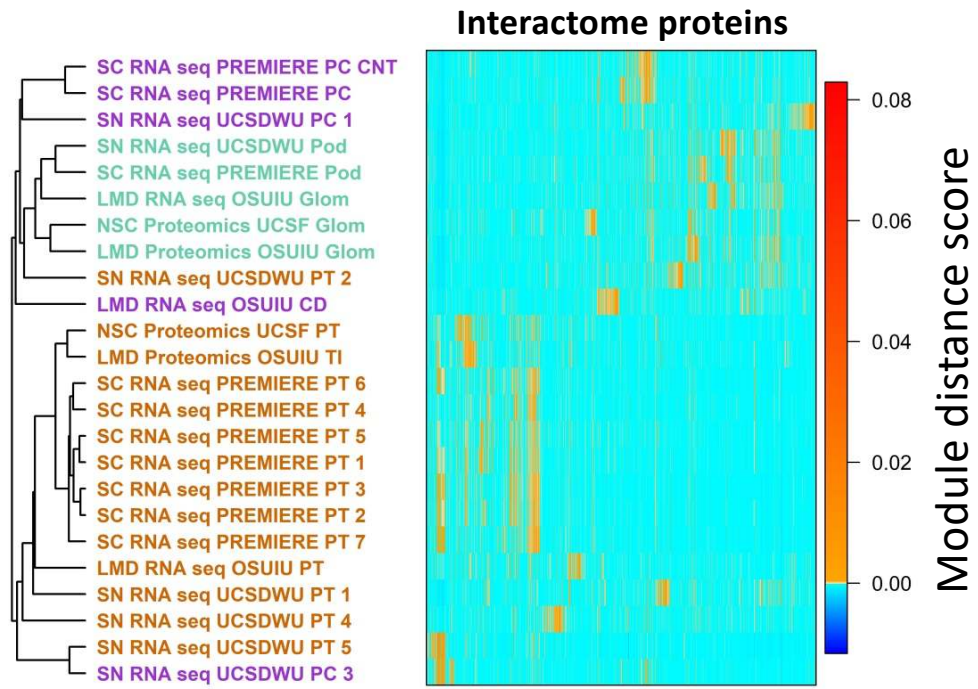 Interactome proteins
SC RNA seq PREMIERE PC CNT
SC RNA seq PREMIERE PC
SN RNA seq UCSDWU PC 1
SN RNA seq UCSDWU Pod
SC RNA seq PREMIERE Pod
LMD RNA seq OSUIU Glom
NSC Proteomics UCSF Glom
LMD Proteomics OSUIU Glom
SN RNA seq UCSDWU PT 2
LMD RNA seq OSUIU CD
NSC Proteomics UCSF PT
LMD Proteomics OSUIU TI
SC RNA seq PREMIERE PT 6
SC RNA seq PREMIERE PT 4
SC RNA seq PREMIERE PT 5
SC RNA seq PREMIERE PT 1
SC RNA seq PREMIERE PT 3
SC RNA seq PREMIERE PT 2
SC RNA seq PREMIERE PT 7
LMD RNA seq OSUIU PT
SN RNA seq UCSDWU PT 1
SN RNA seq UCSDWU PT 4
SN RNA seq UCSDWU PT 5
SN RNA seq UCSDWU PC 3
0.08
0.06
0.04
0.02
0.00
Module distance score